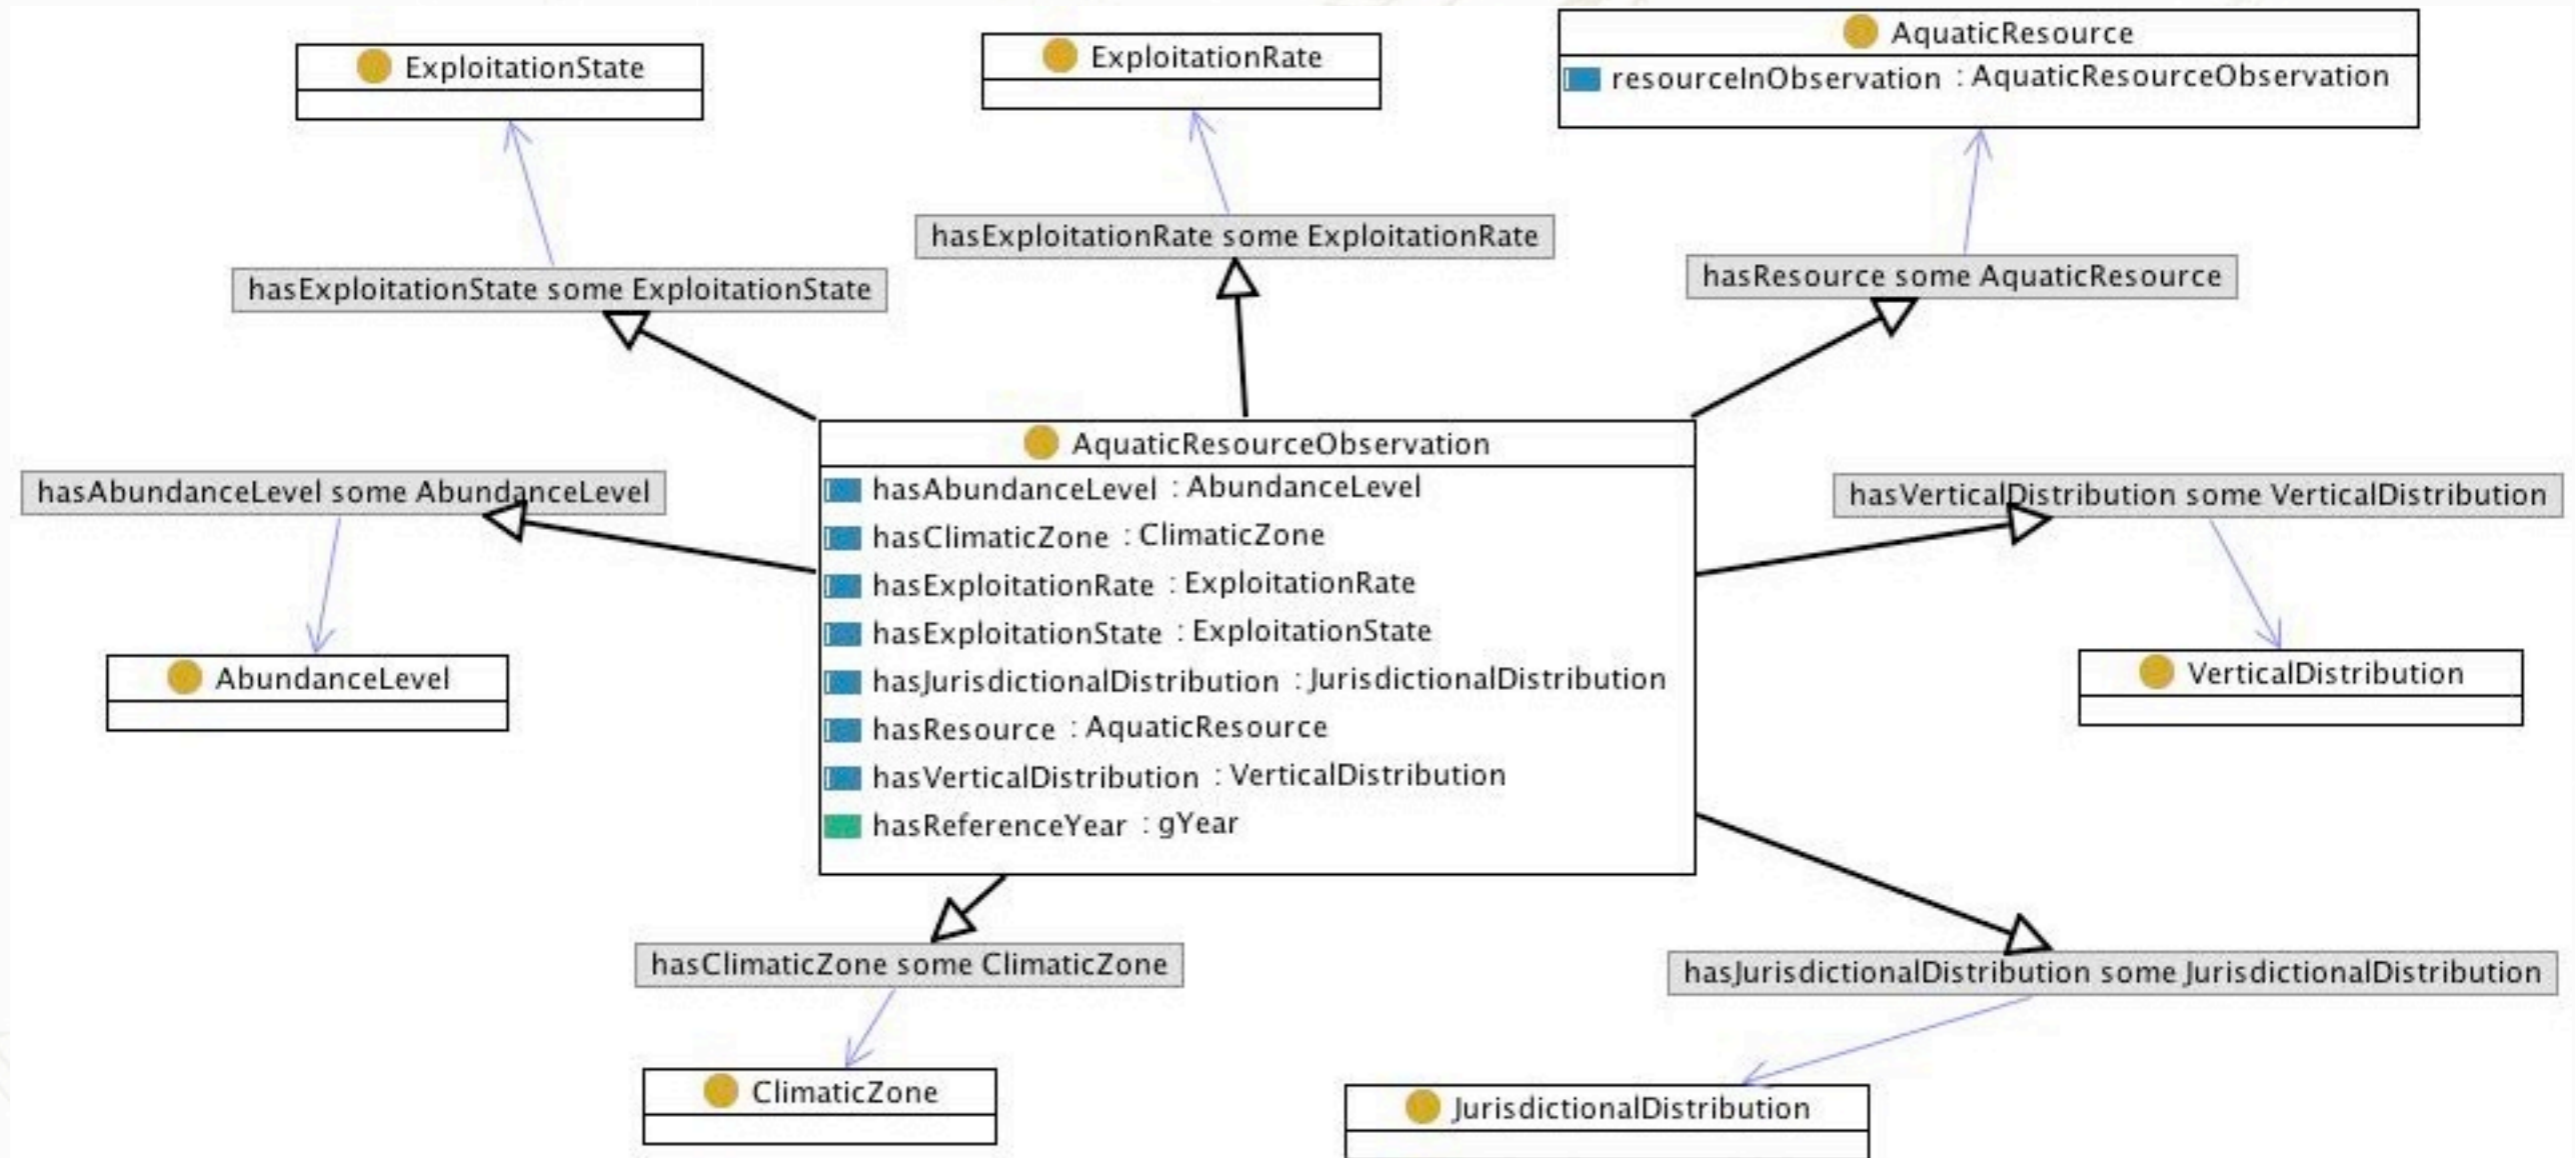 ExploitationState
ExploitationRate
AquaticResource
resourceInObservation : AquaticResourceObservation
hasExploitationRate some ExploitationRate
hasResource some AquaticResource
hasExploitationState some ExploitationState
AquaticResourceObservation
hasAbundanceLevel : AbundanceLevel
hasClimaticZone : ClimaticZone
hasExploitationRate : ExploitationRate
hasExploitationState : ExploitationState
hasJurisdictionalDistribution : JurisdictionalDistribution
hasResource : AquaticResource
hasVerticalDistribution : VerticalDistribution
hasReferenceYear : gYear
hasAbundanceLevel some AbundanceLevel
hasVerticalDistribution some VerticalDistribution
AbundanceLevel
VerticalDistribution
hasClimaticZone some ClimaticZone
hasJurisdictionalDistribution some JurisdictionalDistribution
ClimaticZone
JurisdictionalDistribution